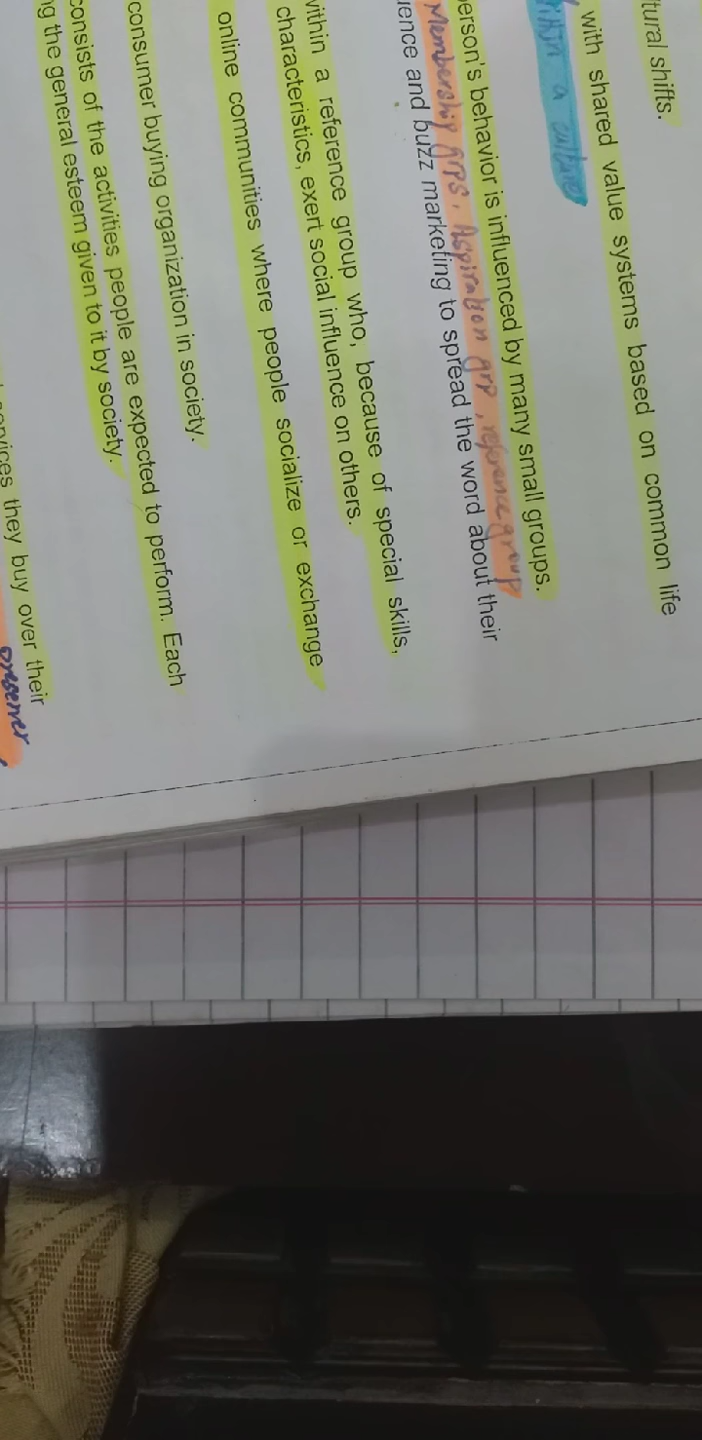 tural shifts.
with shared value systems based on common life
within a culture
erson's behavior is influenced by many small groups.
Membership grps, Aspiration grp, reference group
uence and buzz marketing to spread the word about their
within a reference group who, because of special skills,
characteristics, exert social influence on others.
online communities where people socialize or exchange
consumer buying organization in society.
consists of the activities people are expected to perform. Each
ng the general esteem given to it by society.
services they buy over their